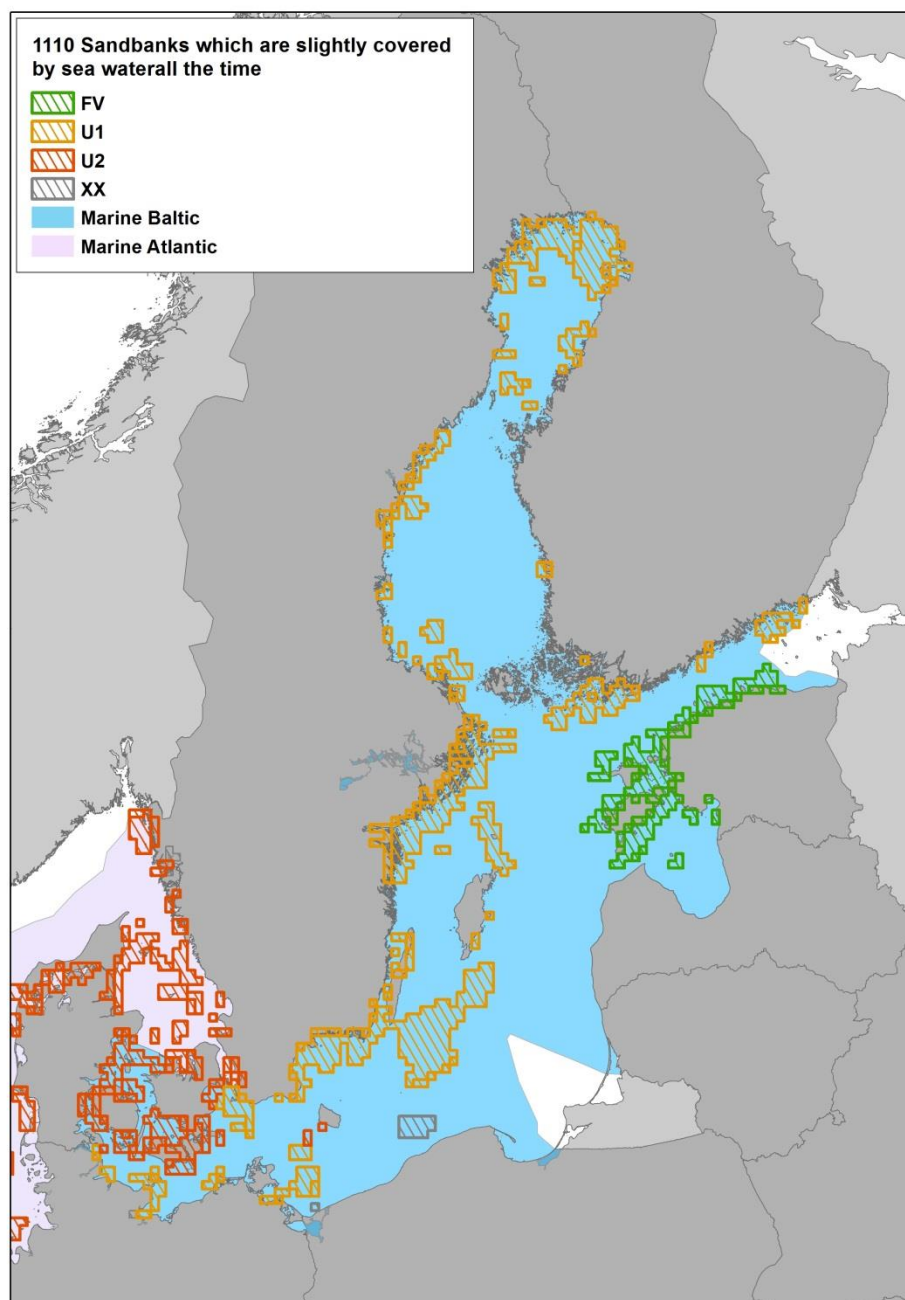 1110 Sandbanks which are slightly covered
by sea waterall the time
FV
U1
U2
XX
Marine Baltic
Marine Atlantic